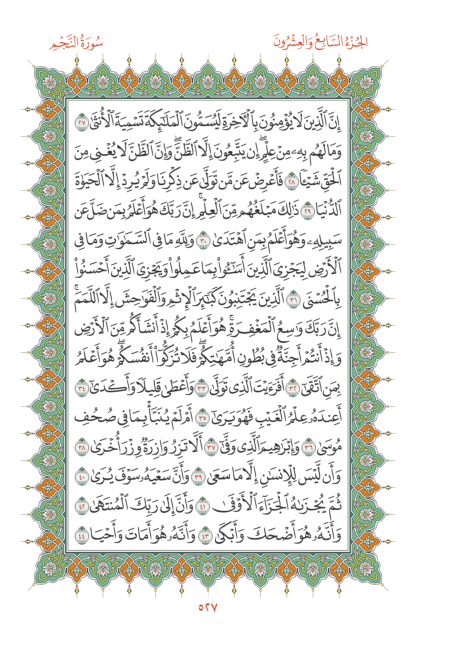 سُورَةُ النَّجْمِ
الجُزْءُ السَّابِعُ وَالعِشْرُونَ
إِنَّ ٱلَّذِينَ لَا يُؤْمِنُونَ بِٱلْأٓخِرَةِ لَيُسَمُّونَ ٱلْمَلَٰٓئِكَةَ تَسْمِيَةَ ٱلْأُنثَىٰ ٢٧
وَمَا لَهُم بِهِۦ مِنْ عِلْمٍ ۖ إِن يَتَّبِعُونَ إِلَّا ٱلظَّنَّ ۖ وَإِنَّ ٱلظَّنَّ لَا يُغْنِى مِنَ
ٱلْحَقِّ شَيْـًٔا ٢٨ فَأَعْرِضْ عَن مَّن تَوَلَّىٰ عَن ذِكْرِنَا وَلَمْ يُرِدْ إِلَّا ٱلْحَيَوٰةَ
ٱلدُّنْيَا ٢٩ ذَٰلِكَ مَبْلَغُهُم مِّنَ ٱلْعِلْمِ ۚ إِنَّ رَبَّكَ هُوَ أَعْلَمُ بِمَن ضَلَّ عَن
سَبِيلِهِۦ وَهُوَ أَعْلَمُ بِمَنِ ٱهْتَدَىٰ ٣٠ وَلِلَّهِ مَا فِى ٱلسَّمَٰوَٰتِ وَمَا فِى
ٱلْأَرْضِ لِيَجْزِىَ ٱلَّذِينَ أَسَٰٓـُٔوا۟ بِمَا عَمِلُوا۟ وَيَجْزِىَ ٱلَّذِينَ أَحْسَنُوا۟
بِٱلْحُسْنَى ٣١ ٱلَّذِينَ يَجْتَنِبُونَ كَبَٰٓئِرَ ٱلْإِثْمِ وَٱلْفَوَٰحِشَ إِلَّا ٱللَّمَمَ ۚ
إِنَّ رَبَّكَ وَٰسِعُ ٱلْمَغْفِرَةِ ۚ هُوَ أَعْلَمُ بِكُمْ إِذْ أَنشَأَكُم مِّنَ ٱلْأَرْضِ
وَإِذْ أَنتُمْ أَجِنَّةٌ فِى بُطُونِ أُمَّهَٰتِكُمْ ۖ فَلَا تُزَكُّوٓا۟ أَنفُسَكُمْ ۖ هُوَ أَعْلَمُ
بِمَنِ ٱتَّقَىٰٓ ٣٢ أَفَرَءَيْتَ ٱلَّذِى تَوَلَّىٰ ٣٣ وَأَعْطَىٰ قَلِيلًا وَأَكْدَىٰٓ ٣٤
أَعِندَهُۥ عِلْمُ ٱلْغَيْبِ فَهُوَ يَرَىٰٓ ٣٥ أَمْ لَمْ يُنَبَّأْ بِمَا فِى صُحُفِ
مُوسَىٰ ٣٦ وَإِبْرَٰهِيمَ ٱلَّذِى وَفَّىٰٓ ٣٧ أَلَّا تَزِرُ وَازِرَةٌ وِزْرَ أُخْرَىٰ ٣٨
وَأَن لَّيْسَ لِلْإِنسَٰنِ إِلَّا مَا سَعَىٰ ٣٩ وَأَنَّ سَعْيَهُۥ سَوْفَ يُرَىٰ ٤٠
ثُمَّ يُجْزَىٰهُ ٱلْجَزَآءَ ٱلْأَوْفَىٰ ٤١ وَأَنَّ إِلَىٰ رَبِّكَ ٱلْمُنتَهَىٰ ٤٢
وَأَنَّهُۥ هُوَ أَضْحَكَ وَأَبْكَىٰ ٤٣ وَأَنَّهُۥ هُوَ أَمَاتَ وَأَحْيَا ٤٤
٥٢٧